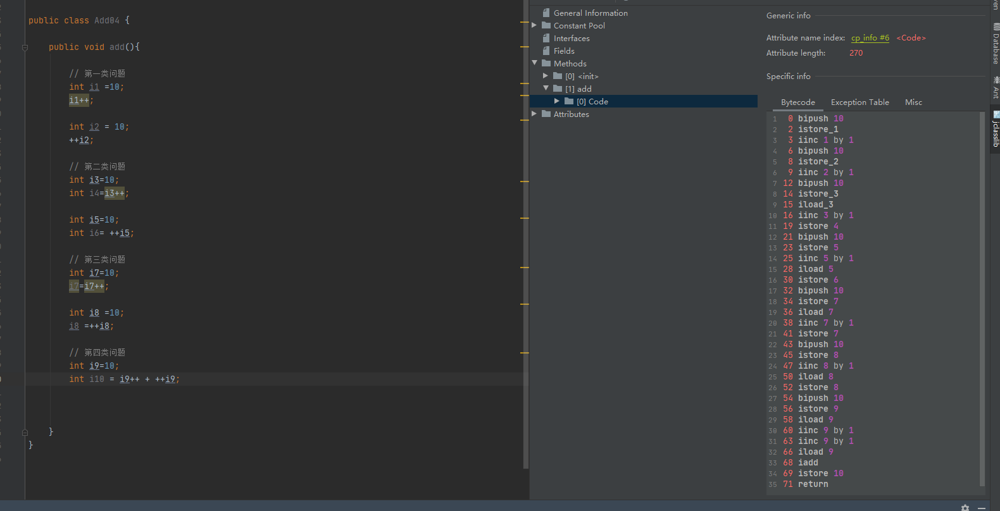 public class Add04 {
public void add(){
// 第一类问题
int i1 =10;
i1++;
int i2 = 10;
++i2;
// 第二类问题
int i3=10;
int i4=i3++;
int i5=10;
int i6= ++i5;
// 第三类问题
int i7=10;
i7=i7++;
int i8 =10;
i8 =++i8;
// 第四类问题
int i9=10;
int i10 = i9++ + ++i9;
}
}
General Information
Constant Pool
Interfaces
Fields
Methods
[0] <init>
[1] add
[0] Code
Attributes
Generic info
Attribute name index: cp_info #6 <Code>
Attribute length: 270
Specific info
Bytecode Exception Table Misc
1 0 bipush 10
2 2 istore_1
3 3 iinc 1 by 1
4 6 bipush 10
5 8 istore_2
6 9 iinc 2 by 1
7 12 bipush 10
8 14 istore_3
9 15 iload_3
10 16 iinc 3 by 1
11 19 istore 4
12 21 bipush 10
13 23 istore 5
14 25 iinc 5 by 1
15 28 iload 5
16 30 istore 6
17 32 bipush 10
18 34 istore 7
19 36 iload 7
20 38 iinc 7 by 1
21 41 istore 7
22 43 bipush 10
23 45 istore 8
24 47 iinc 8 by 1
25 50 iload 8
26 52 istore 8
27 54 bipush 10
28 56 istore 9
29 58 iload 9
30 60 iinc 9 by 1
31 63 iinc 9 by 1
32 66 iload 9
33 68 iadd
34 69 istore 10
35 71 return
Database
Ant
jclasslib